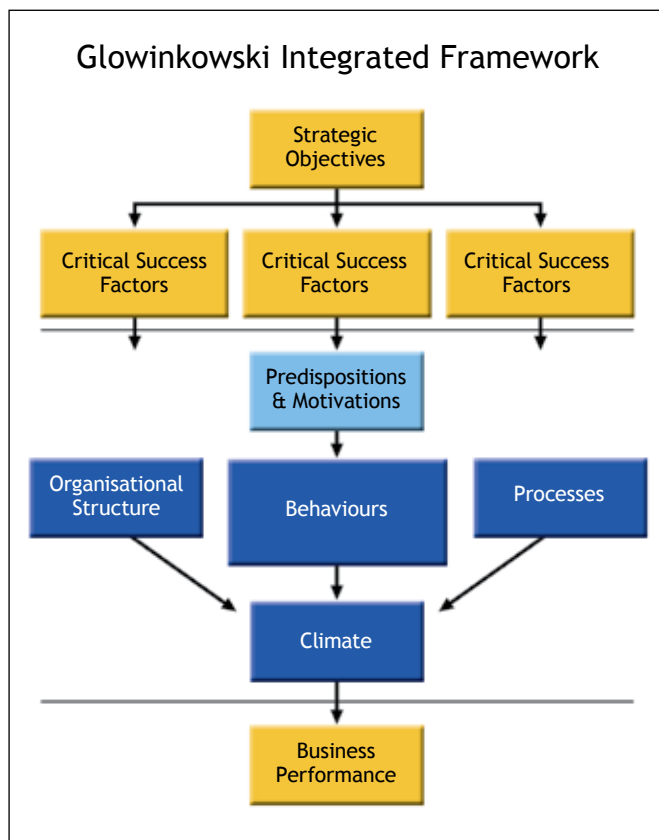 Glowinkowski Integrated Framework
Strategic
Objectives
Critical Success
Factors
Critical Success
Factors
Critical Success
Factors
Predispositions
& Motivations
Organisational
Structure
Behaviours
Processes
Climate
Business
Performance